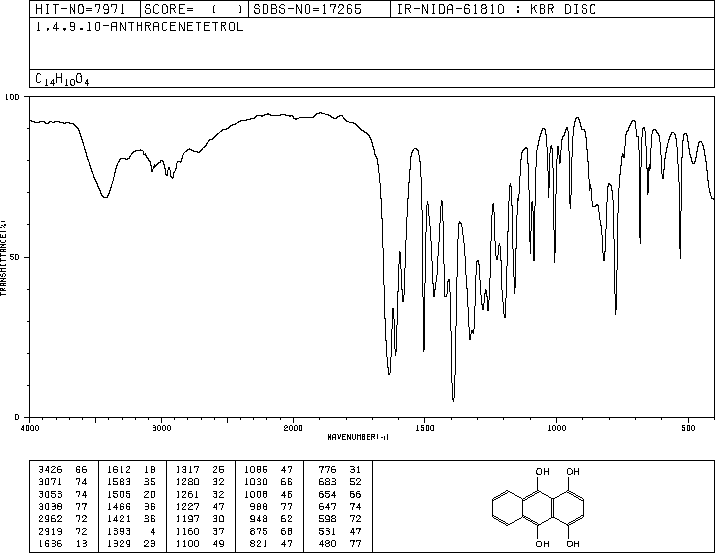 HIT-NO=7971 SCORE= ( ) SDBS-NO=17265 IR-NIDA-61810 : KBR DISC
1,4,9,10-ANTHRACENETETROL
C14H10O4
100
50
0
TRANSMITTANCE(%)
4000 3000 2000 1500 1000 500
WAVENUMBER(-1)
3426 66 1612 18 1317 26 1086 47 776 31
3071 74 1583 35 1280 32 1030 66 683 52
3053 74 1505 20 1261 32 1008 46 654 66
3038 77 1466 36 1227 47 988 77 647 74
2962 72 1421 36 1197 30 948 62 598 72
2919 72 1393 4 1160 37 875 68 531 47
1636 13 1329 23 1100 49 821 47 480 77
OH OH
OH OH